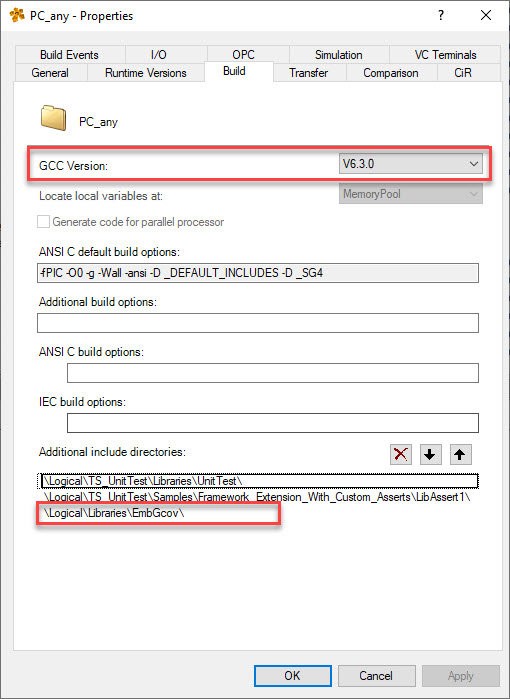 PC_any - Properties
?
Build Events I/O OPC Simulation VC Terminals
General Runtime Versions Build Transfer Comparison CiR
PC_any
GCC Version: V6.3.0
Locate local variables at: MemoryPool
Generate code for parallel processor
ANSI C default build options:
-fPIC -O0 -g -Wall -ansi -D _DEFAULT_INCLUDES -D _SG4
Additional build options:
ANSI C build options:
IEC build options:
Additional include directories:
\Logical\TS_UnitTest\Libraries\UnitTest\
\Logical\TS_UnitTest\Samples\Framework_Extension_With_Custom_Asserts\LibAssert1\
\Logical\Libraries\EmbGcov\
OK Cancel Apply